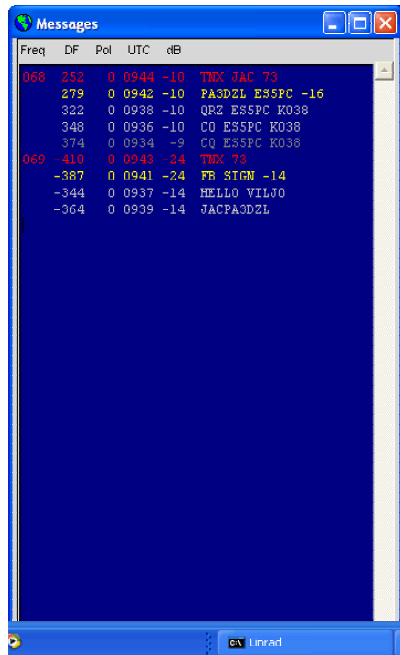 Messages
Freq DF Pol UTC dB
068 252 0 0944 -10 TNX JAC 73
279 0 0942 -10 PA3DZL ES5PC -16
322 0 0938 -10 QRZ ES5PC KO38
348 0 0936 -10 CQ ES5PC KO38
374 0 0934 -9 CQ ES5PC KO38
069 -410 0 0943 -24 TNX 73
-387 0 0941 -24 FB SIGN -14
-344 0 0937 -14 HELLO VILJO
-364 0 0939 -14 JACPA3DZL
Linrad